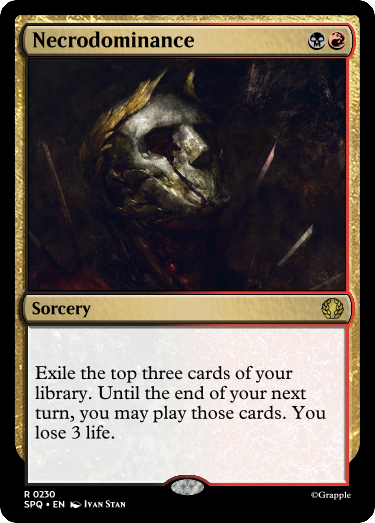 Necrodominance
Sorcery
Exile the top three cards of your
library. Until the end of your next
turn, you may play those cards. You
lose 3 life.
R 0230
SPQ • EN Ivan Stan
©Grapple